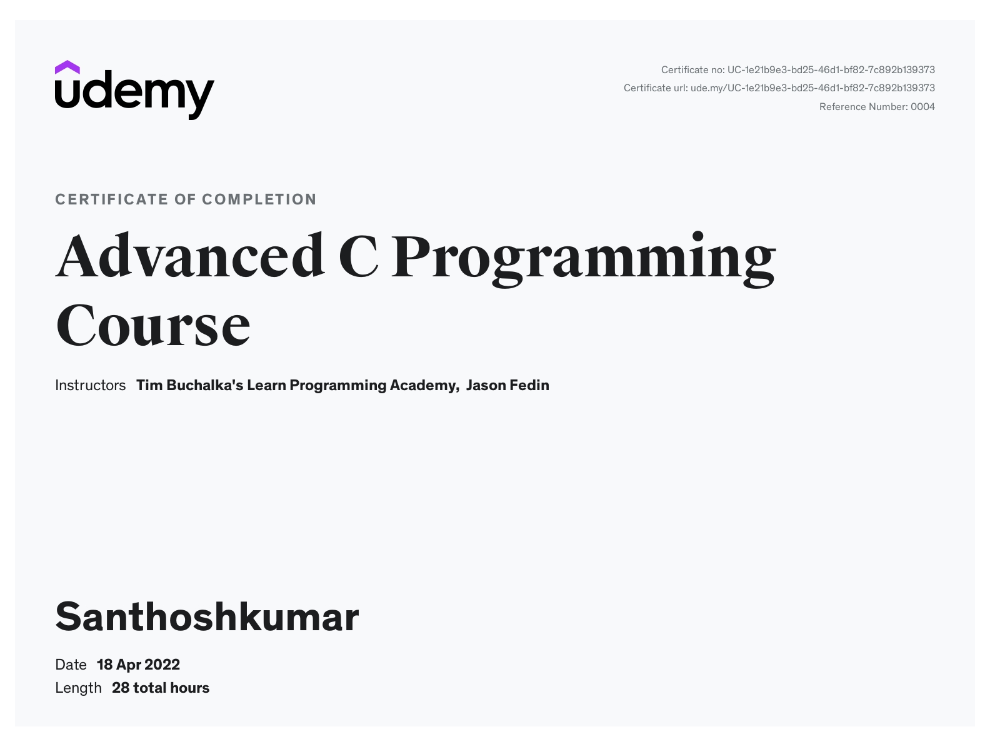 udemy
Certificate no: UC-1e21b9e3-bd25-46d1-bf82-7c892b139373
Certificate url: ude.my/UC-1e21b9e3-bd25-46d1-bf82-7c892b139373
Reference Number: 0004
CERTIFICATE OF COMPLETION
Advanced C Programming
Course
Instructors Tim Buchalka's Learn Programming Academy, Jason Fedin
Santhoshkumar
Date 18 Apr 2022
Length 28 total hours